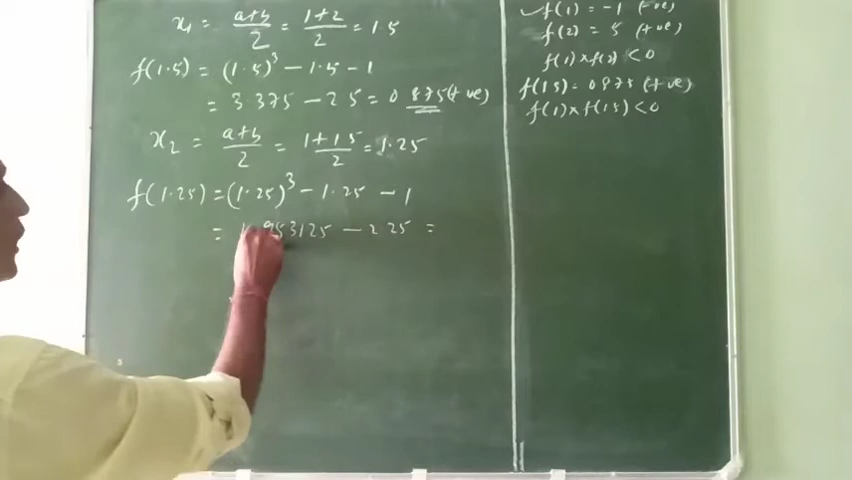 x₁ = a+b/2 = 1+2/2 = 1.5
f(1.5) = (1.5)³ - 1.5 - 1
= 3.375 - 2.5 = 0.875 (+ve)
x₂ = a+b/2 = 1+1.5/2 = 1.25
f(1.25) = (1.25)³ - 1.25 - 1
= 953125 - 2.25 =
✓ f(1) = -1 (-ve)
f(2) = 5 (+ve)
f(1) x f(2) < 0
f(1.5) = 0.875 (+ve)
f(1) x f(1.5) < 0